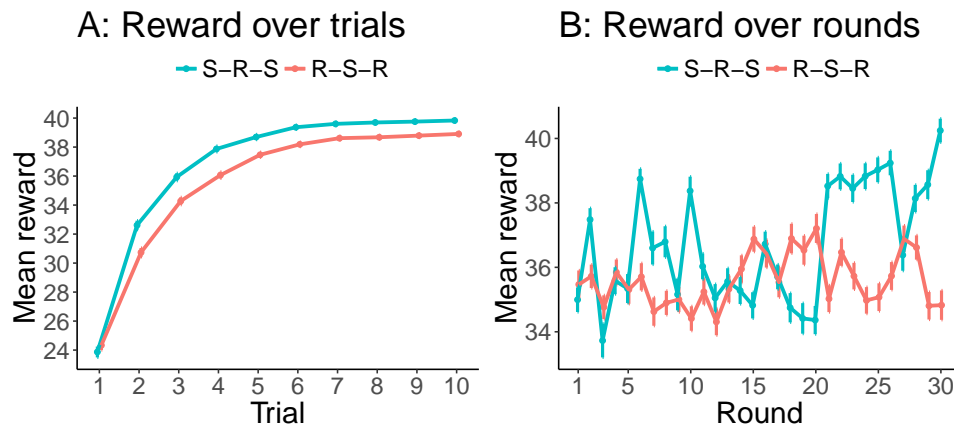 A: Reward over trials
S−R−S R−S−R
Mean reward
40
38
36
34
32
30
28
26
24
1 2 3 4 5 6 7 8 9 10
Trial
B: Reward over rounds
S−R−S R−S−R
Mean reward
40
38
36
34
1 5 10 15 20 25 30
Round